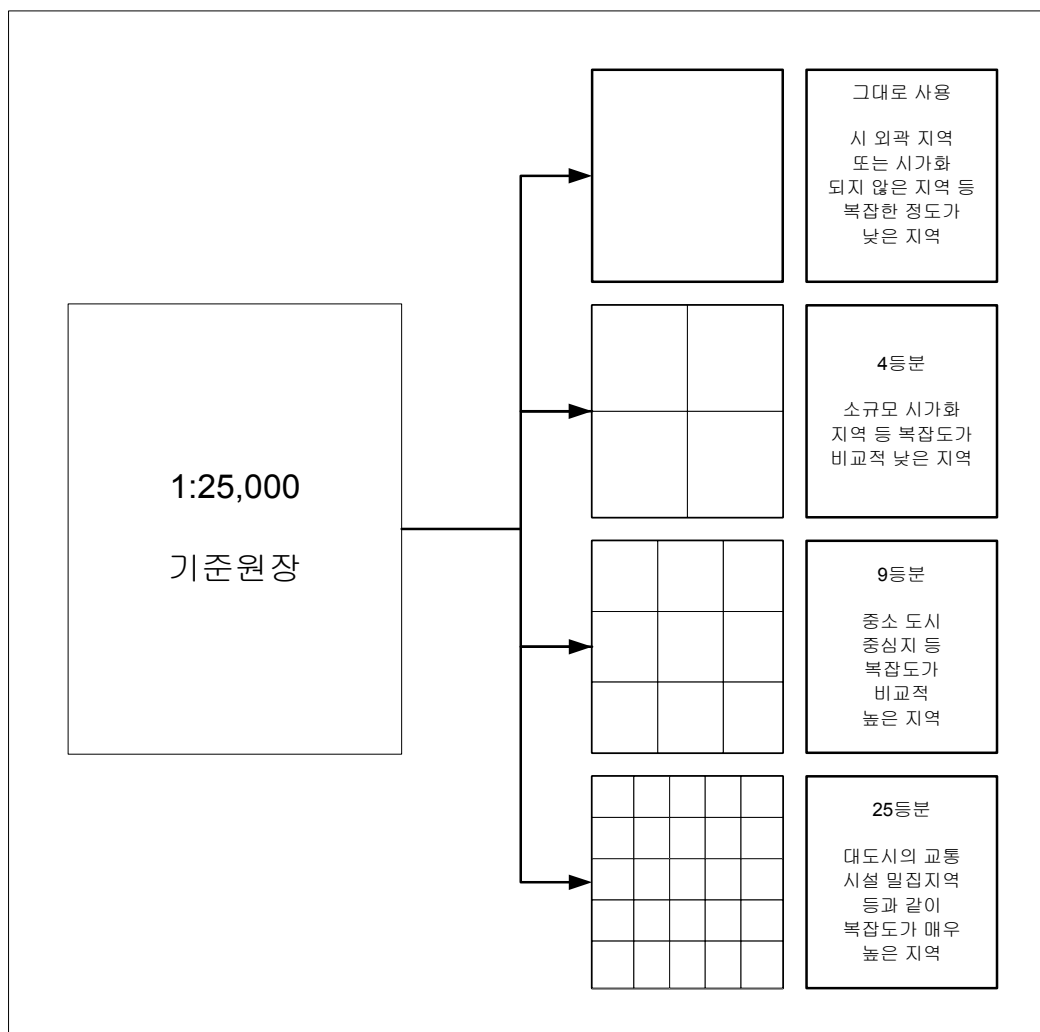 1:25,000
기준원장
그대로 사용
시 외곽 지역
또는 시가화
되지 않은 지역 등
복잡한 정도가
낮은 지역
4등분
소규모 시가화
지역 등 복잡도가
비교적 낮은 지역
9등분
중소 도시
중심지 등
복잡도가
비교적
높은 지역
25등분
대도시의 교통
시설 밀집지역
등과 같이
복잡도가 매우
높은 지역